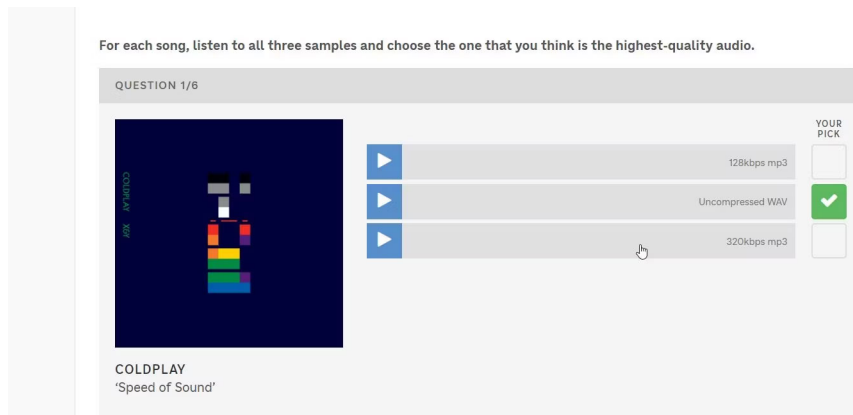 For each song, listen to all three samples and choose the one that you think is the highest-quality audio.
QUESTION 1/6
YOUR
PICK
128kbps mp3
Uncompressed WAV
320kbps mp3
COLDPLAY X&Y
COLDPLAY
‘Speed of Sound’